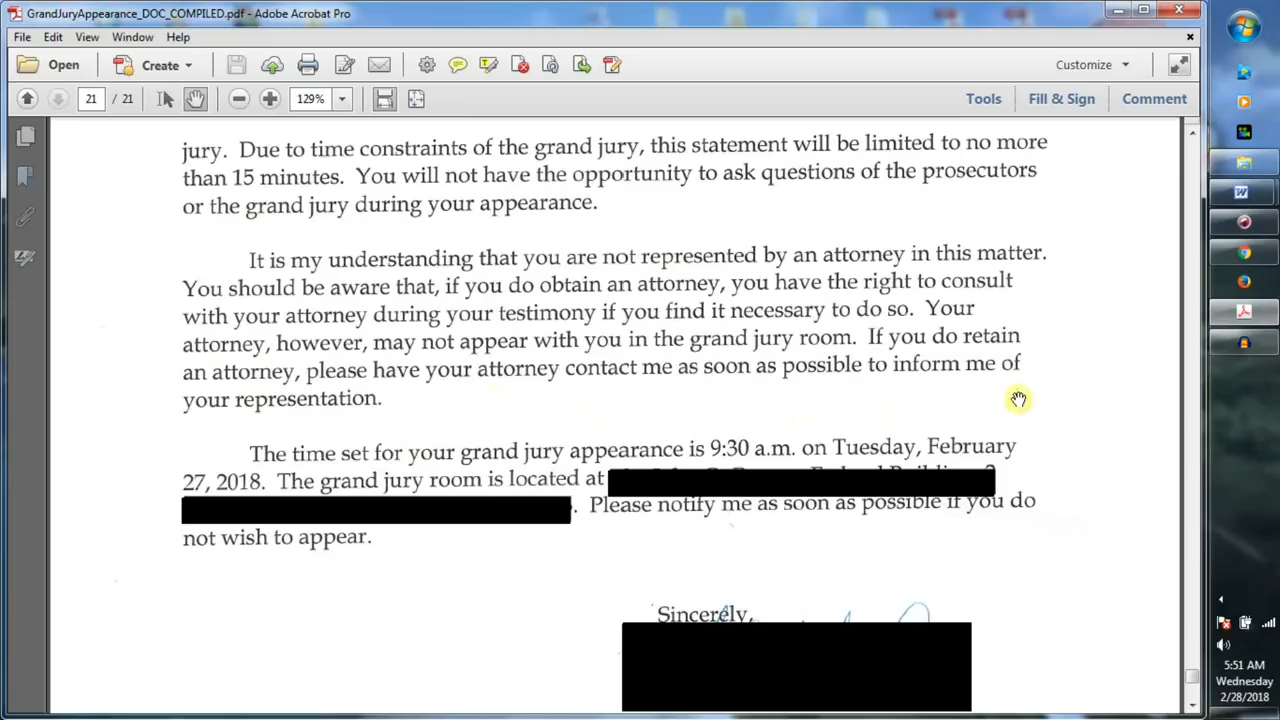 GrandJuryAppearance_DOC_COMPILED.pdf - Adobe Acrobat Pro
File Edit View Window Help
Open Create Customize
21 / 21 129% Tools Fill & Sign Comment
jury. Due to time constraints of the grand jury, this statement will be limited to no more
than 15 minutes. You will not have the opportunity to ask questions of the prosecutors
or the grand jury during your appearance.
It is my understanding that you are not represented by an attorney in this matter.
You should be aware that, if you do obtain an attorney, you have the right to consult
with your attorney during your testimony if you find it necessary to do so. Your
attorney, however, may not appear with you in the grand jury room. If you do retain
an attorney, please have your attorney contact me as soon as possible to inform me of
your representation.
The time set for your grand jury appearance is 9:30 a.m. on Tuesday, February
27, 2018. The grand jury room is located at
. Please notify me as soon as possible if you do
not wish to appear.
Sincerely,
5:51 AM
Wednesday
2/28/2018